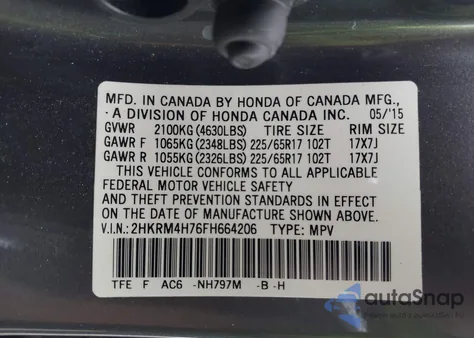 MFD. IN CANADA BY HONDA OF CANADA MFG.,
A DIVISION OF HONDA CANADA INC. 05/'15
GVWR 2100KG (4630LBS) TIRE SIZE RIM SIZE
GAWR F 1065KG (2348LBS) 225/65R17 102T 17X7J
GAWR R 1055KG (2326LBS) 225/65R17 102T 17X7J
THIS VEHICLE CONFORMS TO ALL APPLICABLE
FEDERAL MOTOR VEHICLE SAFETY
AND THEFT PREVENTION STANDARDS IN EFFECT
ON THE DATE OF MANUFACTURE SHOWN ABOVE.
V.I.N.: 2HKRM4H76FH664206 TYPE: MPV
TFE F AC6 -NH797M -B -H
autoSnap